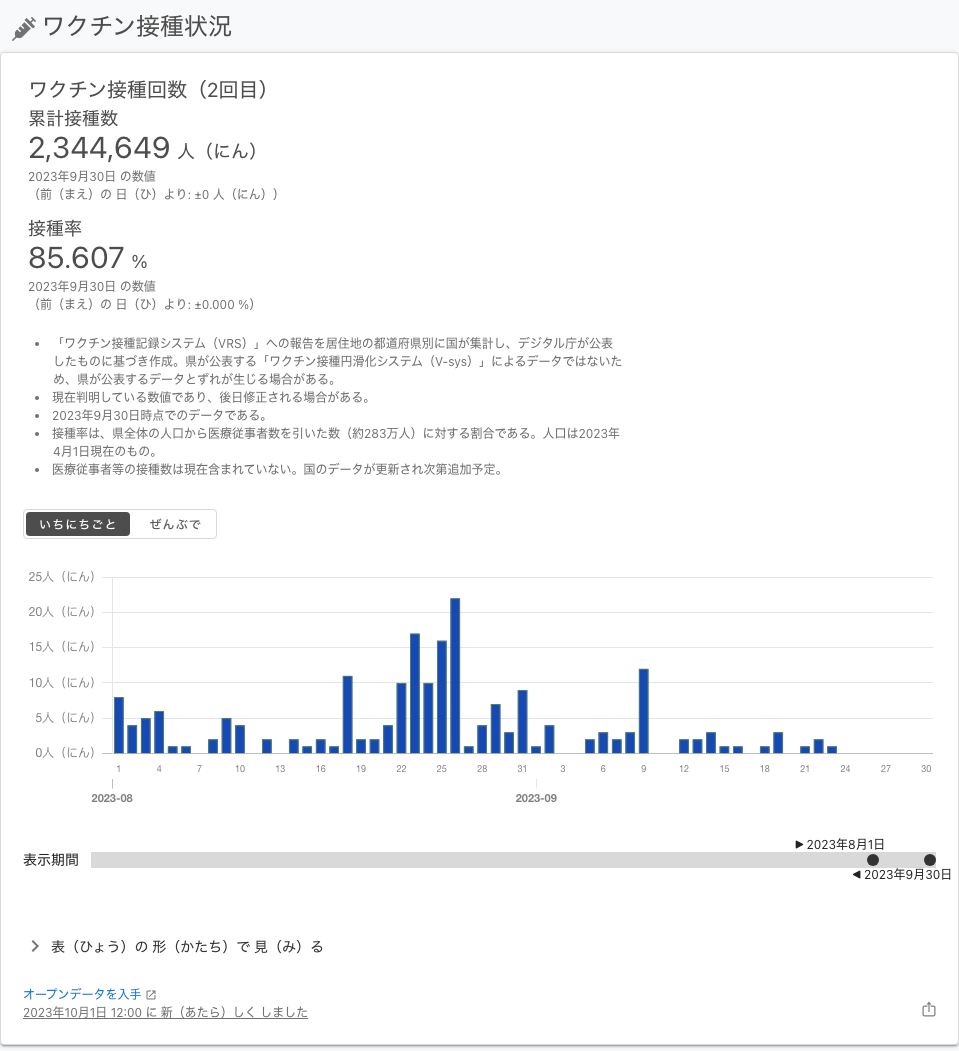 ワクチン接種状況
ワクチン接種回数（2回目）
累計接種数
2,344,649 人（にん）
2023年9月30日 の数値
（前（まえ）の 日（ひ）より: ±0 人（にん））
接種率
85.607 %
2023年9月30日 の数値
（前（まえ）の 日（ひ）より: ±0.000 %）
• 「ワクチン接種記録システム（VRS）」への報告を居住地の都道府県別に国が集計し、デジタル庁が公表
したものに基づき作成。県が公表する「ワクチン接種円滑化システム（V-sys）」によるデータではないた
め、県が公表するデータとずれが生じる場合がある。
• 現在判明している数値であり、後日修正される場合がある。
• 2023年9月30日時点でのデータである。
• 接種率は、県全体の人口から医療従事者数を引いた数（約283万人）に対する割合である。人口は2023年
4月1日現在のもの。
• 医療従事者等の接種数は現在含まれていない。国のデータが更新され次第追加予定。
いちにちごと ぜんぶで
25人（にん）
20人（にん）
15人（にん）
10人（にん）
5人（にん）
0人（にん）
1 4 7 10 13 16 19 22 25 28 31 3 6 9 12 15 18 21 24 27 30
2023-08 2023-09
▶ 2023年8月1日
表示期間
◀ 2023年9月30日
表（ひょう）の 形（かたち）で 見（み）る
オープンデータを入手
2023年10月1日 12:00 に 新（あたら）しく しました